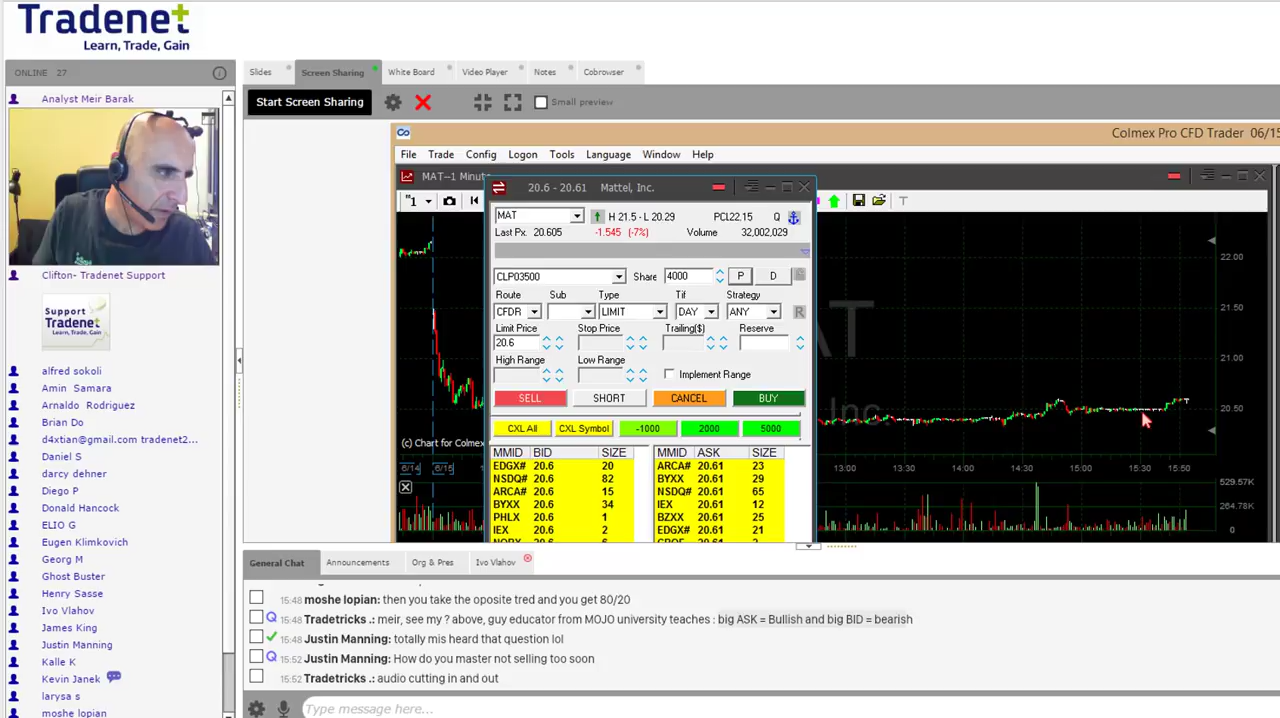 Tradenet
Learn, Trade, Gain
ONLINE 27
Analyst Meir Barak
Clifton- Tradenet Support
Support
Tradenet
alfred sokoli
Amin Samara
Arnaldo Rodriguez
Brian Do
d4xtian@gmail.com tradenet2...
Daniel S
darcy dehner
Diego P
Donald Hancock
ELIO G
Eugen Klimkovich
Georg M
Ghost Buster
Henry Sasse
Ivo Vlahov
James King
Justin Manning
Kalle K
Kevin Janek
larysa s
moshe lopian
Slides Screen Sharing White Board Video Player Notes Cobrowser
Start Screen Sharing Small preview
Colmex Pro CFD Trader 06/15
File Trade Config Logon Tools Language Window Help
MAT--1 Minute
"1
20.6 - 20.61 Mattel, Inc.
MAT H 21.5 - L 20.29 PCL22.15 Q
Last Px. 20.605 -1.545 (-7%) Volume 32,002,029
CLP03500 Share 4000 P D
Route Sub Type Tif Strategy
CFDR LIMIT DAY ANY R
Limit Price Stop Price Trailing($) Reserve
20.6
High Range Low Range
Implement Range
SELL SHORT CANCEL BUY
CXL All CXL Symbol -1000 2000 5000
MMID BID SIZE MMID ASK SIZE
EDGX# 20.6 20 ARCA# 20.61 23
NSDQ# 20.6 82 BYXX 20.61 29
ARCA# 20.6 15 NSDQ# 20.61 65
BYXX 20.6 34 IEX 20.61 12
PHLX 20.6 1 BZXX 20.61 25
IEX 20.6 2 EDGX# 20.61 21
22.00
21.50
21.00
20.50
(c) Chart for Colmex
6/14 6/15 13:00 13:30 14:00 14:30 15:00 15:30 15:50
529.57K
264.78K
0
General Chat Announcements Org & Pres Ivo Vlahov
15:48 moshe lopian: then you take the oposite tred and you get 80/20
15:48 Tradetricks .: meir, see my ? above, guy educator from MOJO university teaches : big ASK = Bullish and big BID = bearish
15:48 Justin Manning: totally mis heard that question lol
15:52 Justin Manning: How do you master not selling too soon
15:52 Tradetricks .: audio cutting in and out
Type message here...